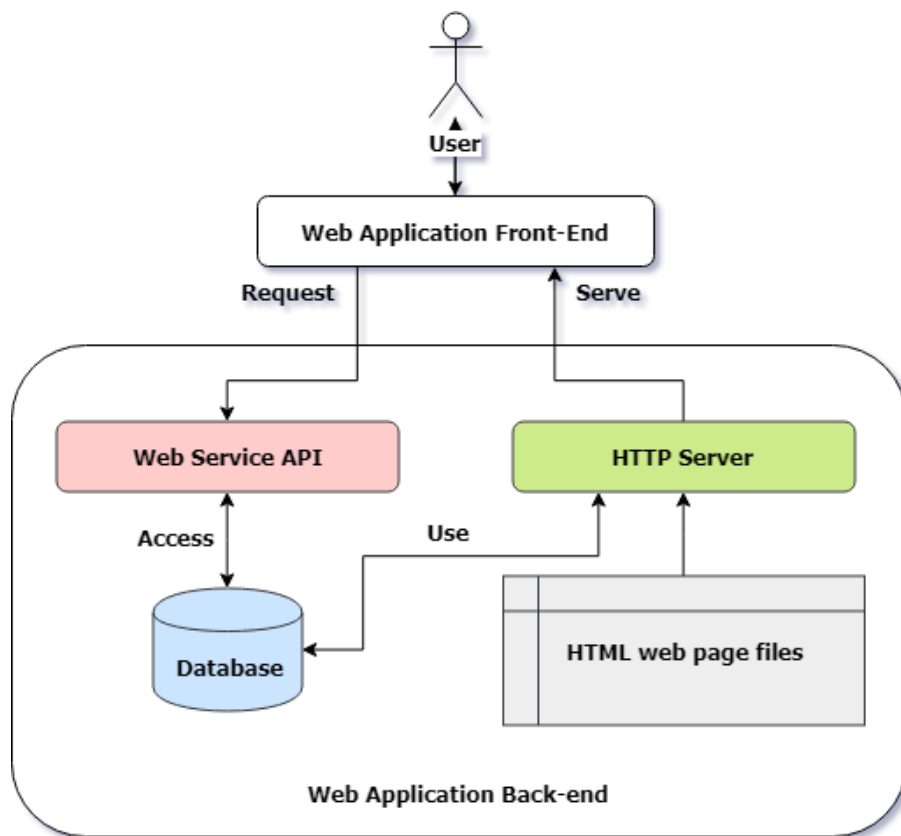 User
Web Application Front-End
Request
Serve
Web Service API
HTTP Server
Access
Use
Database
HTML web page files
Web Application Back-end